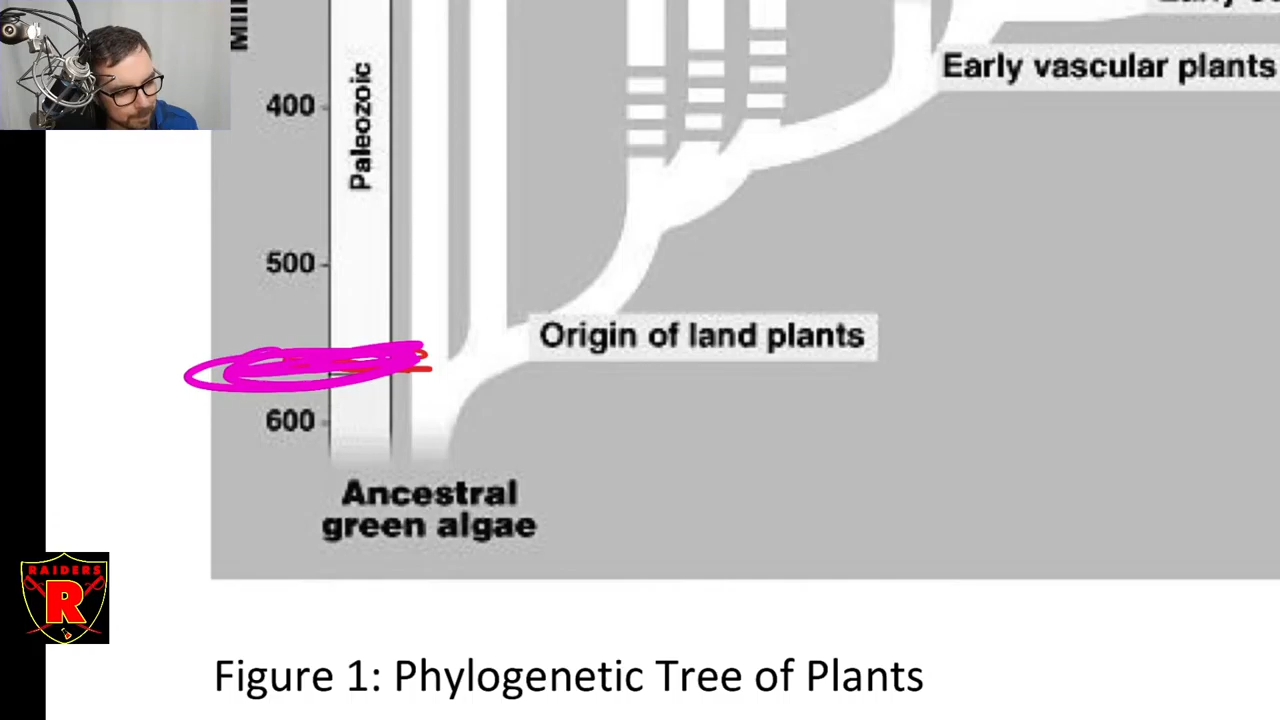 Early vascular plants
400
Paleozoic
500
Origin of land plants
600
Ancestral
green algae
RAIDERS
R
Figure 1: Phylogenetic Tree of Plants